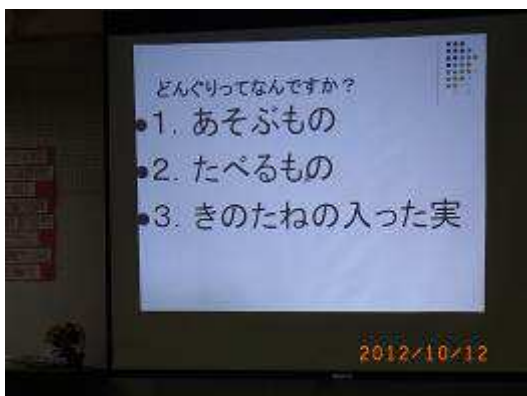 どんぐりってなんですか？
●1. あそぶもの
●2. たべるもの
●3. きのたねの入った実
2012/10/12